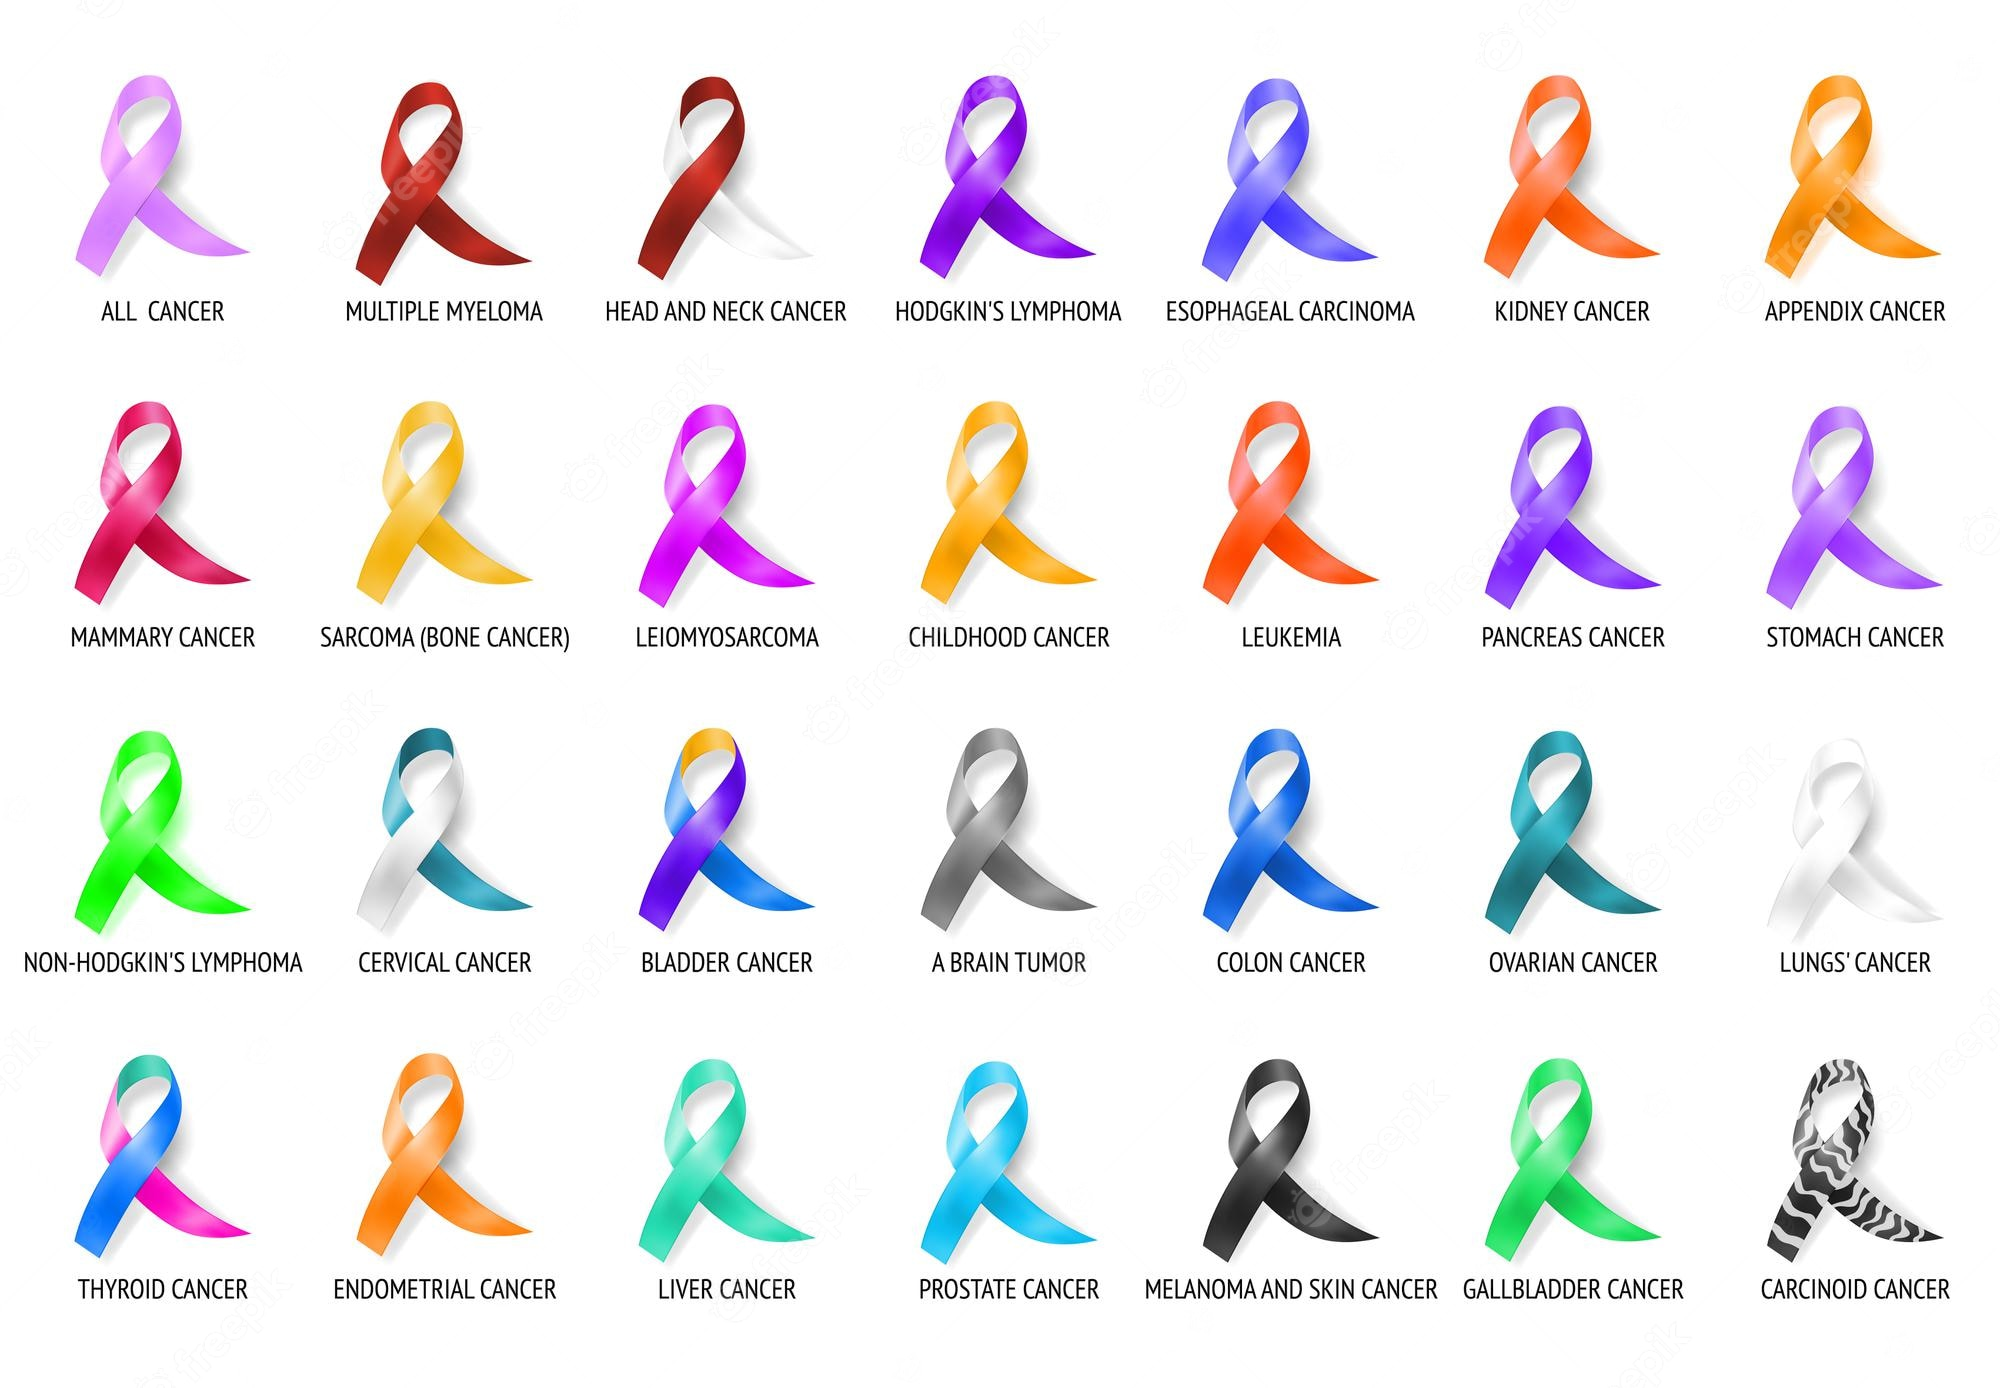 ALL CANCER
MULTIPLE MYELOMA
HEAD AND NECK CANCER
HODGKIN'S LYMPHOMA
ESOPHAGEAL CARCINOMA
KIDNEY CANCER
APPENDIX CANCER
MAMMARY CANCER
SARCOMA (BONE CANCER)
LEIOMYOSARCOMA
CHILDHOOD CANCER
LEUKEMIA
PANCREAS CANCER
STOMACH CANCER
NON-HODGKIN'S LYMPHOMA
CERVICAL CANCER
BLADDER CANCER
A BRAIN TUMOR
COLON CANCER
OVARIAN CANCER
LUNGS' CANCER
THYROID CANCER
ENDOMETRIAL CANCER
LIVER CANCER
PROSTATE CANCER
MELANOMA AND SKIN CANCER
GALLBLADDER CANCER
CARCINOID CANCER
freepik